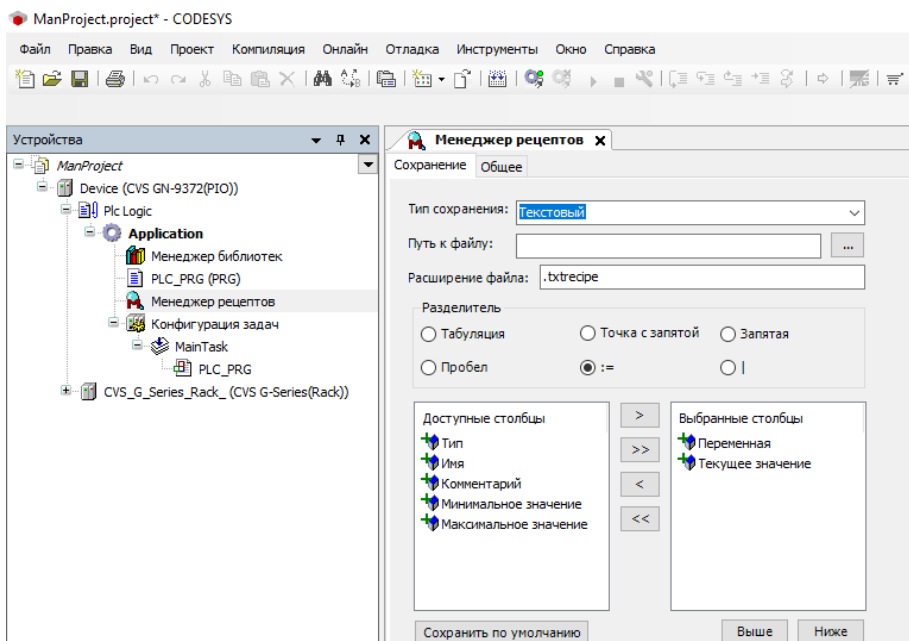 ManProject.project* - CODESYS
Файл Правка Вид Проект Компиляция Онлайн Отладка Инструменты Окно Справка
Устройства
ManProject
Device (CVS GN-9372(PIO))
Plc Logic
Application
Менеджер библиотек
PLC_PRG (PRG)
Менеджер рецептов
Конфигурация задач
MainTask
PLC_PRG
CVS_G_Series_Rack_ (CVS G-Series(Rack))
Менеджер рецептов
Сохранение Общее
Тип сохранения: Текстовый
Путь к файлу: ...
Расширение файла: .txtrecipe
Разделитель
Табуляция Точка с запятой Запятая
Пробел := |
Доступные столбцы
Тип
Имя
Комментарий
Минимальное значение
Максимальное значение
>
>>
<
<<
Выбранные столбцы
Переменная
Текущее значение
Сохранить по умолчанию Выше Ниже